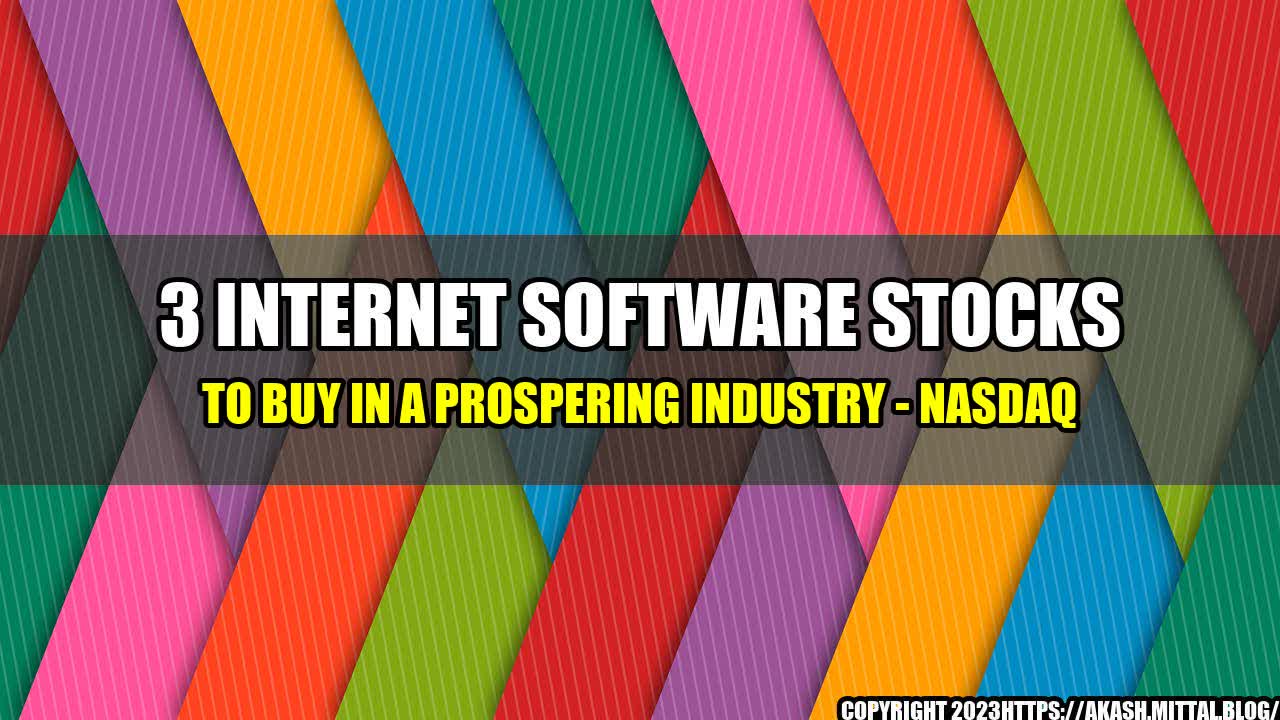 3 INTERNET SOFTWARE STOCKS
TO BUY IN A PROSPERING INDUSTRY - NASDAQ
COPYRIGHT 2023HTTPS://AKASH.MITTAL.BLOG/